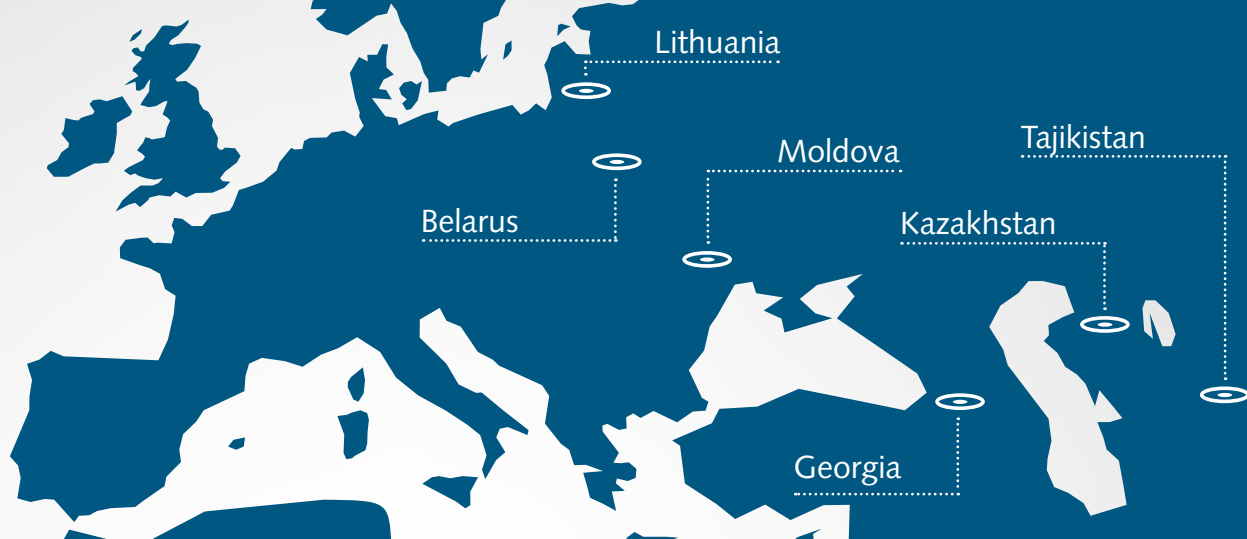 Lithuania
Moldova
Tajikistan
Belarus
Kazakhstan
Georgia